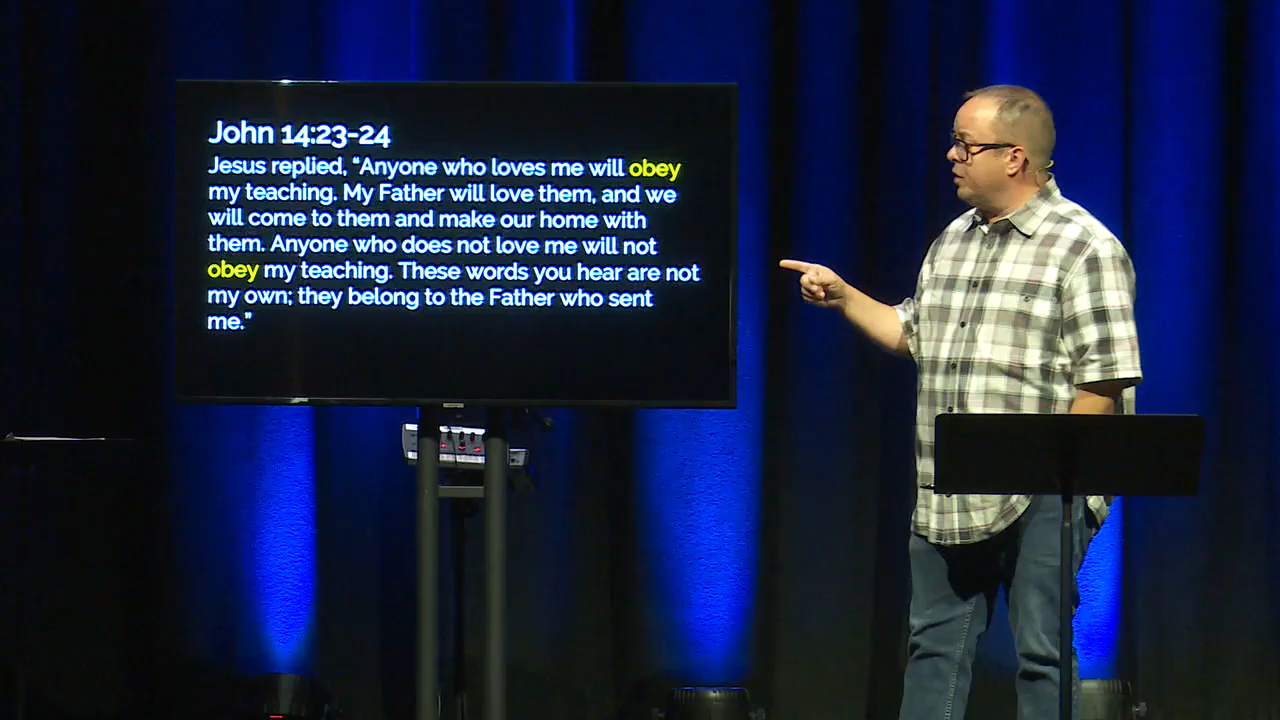 John 14:23-24
Jesus replied, “Anyone who loves me will obey
my teaching. My Father will love them, and we
will come to them and make our home with
them. Anyone who does not love me will not
obey my teaching. These words you hear are not
my own; they belong to the Father who sent
me.”